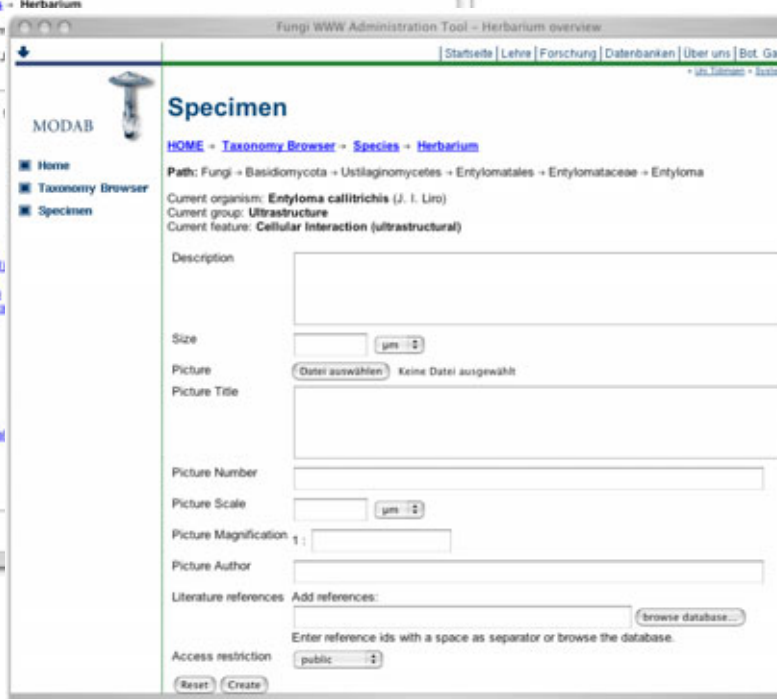 Herbarium
Fungi WWW Administration Tool – Herbarium overview
| Startseite | Lehre | Forschung | Datenbanken | Über uns | Bot. Ga
MODAB
Home
Taxonomy Browser
Specimen
Specimen
HOME → Taxonomy Browser → Species → Herbarium
Path: Fungi → Basidiomycota → Ustilaginomycetes → Entylomatales → Entylomataceae → Entyloma
Current organism: Entyloma callitrichis (J. I. Liro)
Current group: Ultrastructure
Current feature: Cellular Interaction (ultrastructural)
Description
Size
µm
Picture
Datei auswählen Keine Datei ausgewählt
Picture Title
Picture Number
Picture Scale
µm
Picture Magnification 1 :
Picture Author
Literature references Add references:
browse database...
Enter reference ids with a space as separator or browse the database.
Access restriction
public
Reset Create